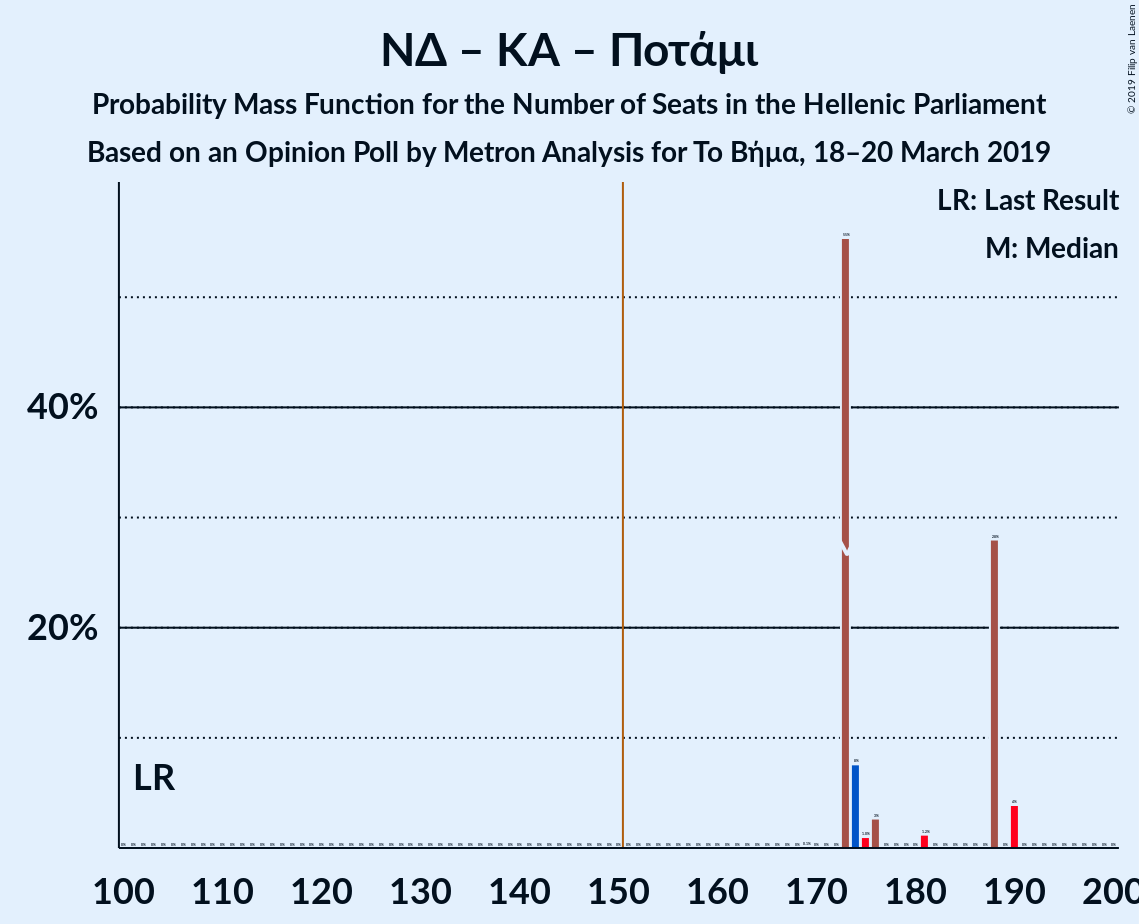 ΝΔ – ΚΑ – Ποτάμι
Probability Mass Function for the Number of Seats in the Hellenic Parliament
Based on an Opinion Poll by Metron Analysis for Το Βήμα, 18–20 March 2019
© 2019 Filip van Laenen
LR: Last Result
M: Median
40%
20%
LR
100 110 120 130 140 150 160 170 180 190 200